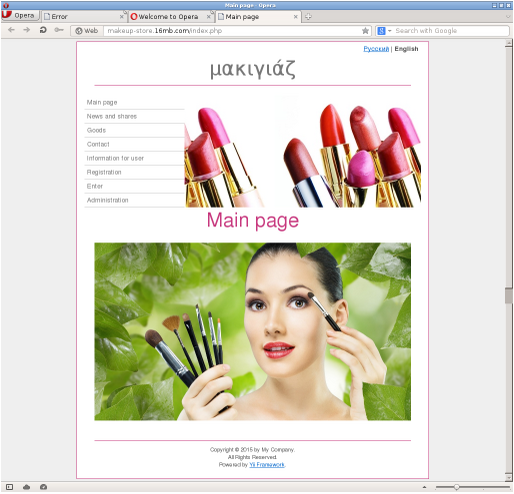 Main page - Opera
Opera
Error
Welcome to Opera
Main page
Web
makeup-store.16mb.com/index.php
Search with Google
Русский | English
μακιγιάζ
Main page
News and shares
Goods
Contact
Information for user
Registration
Enter
Administration
Main page
Copyright © 2015 by My Company.
All Rights Reserved.
Powered by Yii Framework.